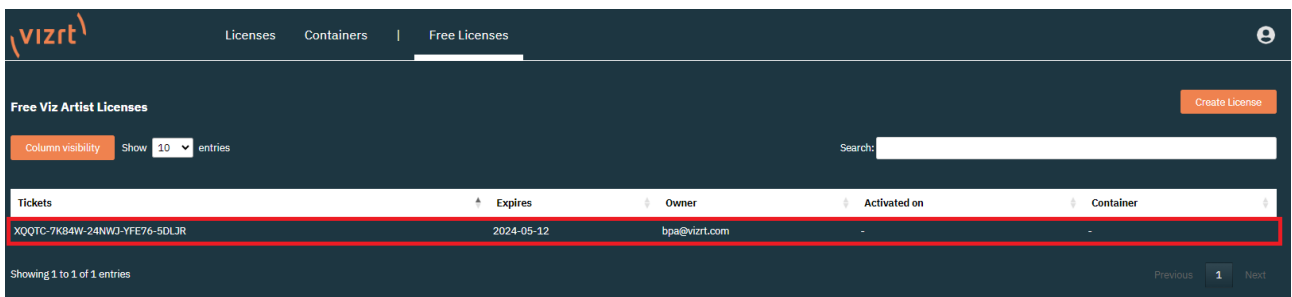 vizrt Licenses Containers | Free Licenses
Free Viz Artist Licenses Create License
Column visibility Show 10 entries Search:
Tickets Expires Owner Activated on Container
XQQTC-7K84W-24NWJ-YFE76-5DLJR 2024-05-12 bpa@vizrt.com - -
Showing 1 to 1 of 1 entries Previous 1 Next